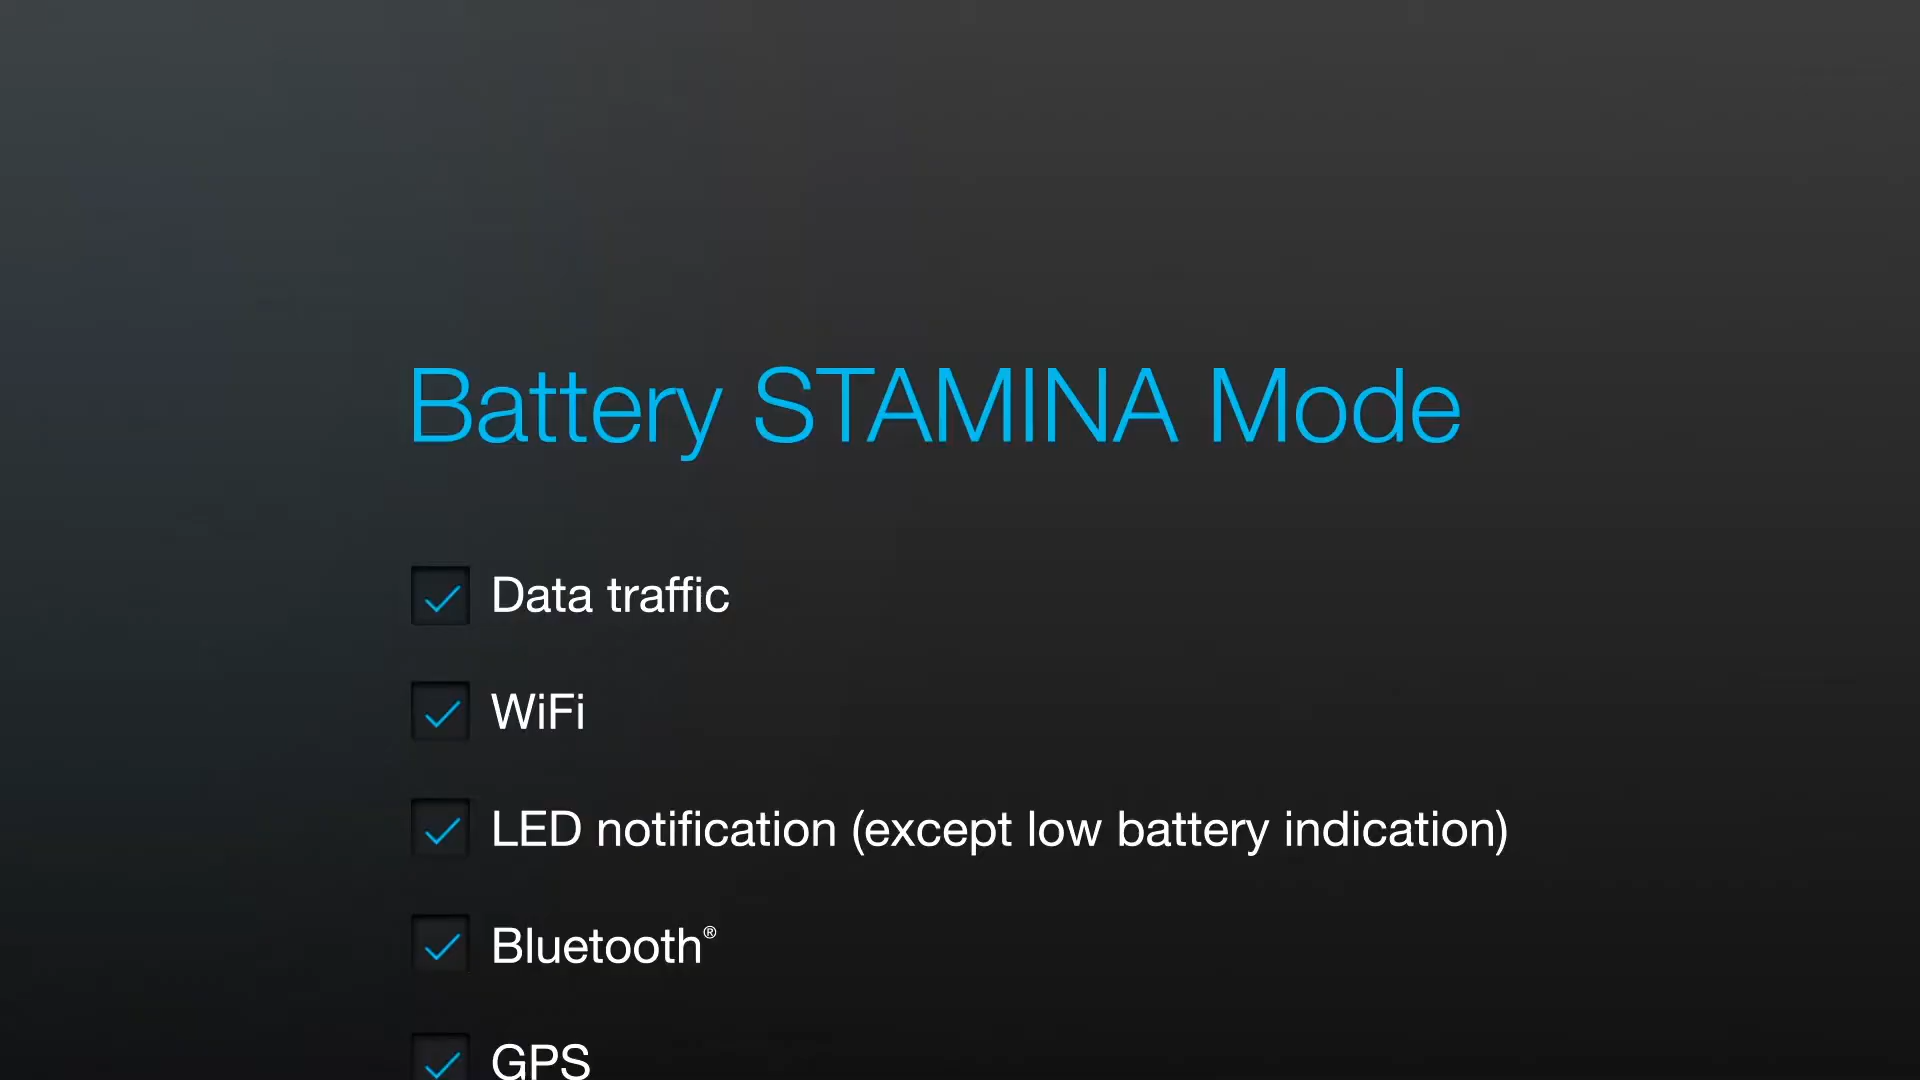 Battery STAMINA Mode
Data traffic
WiFi
LED notification (except low battery indication)
Bluetooth®
GPS